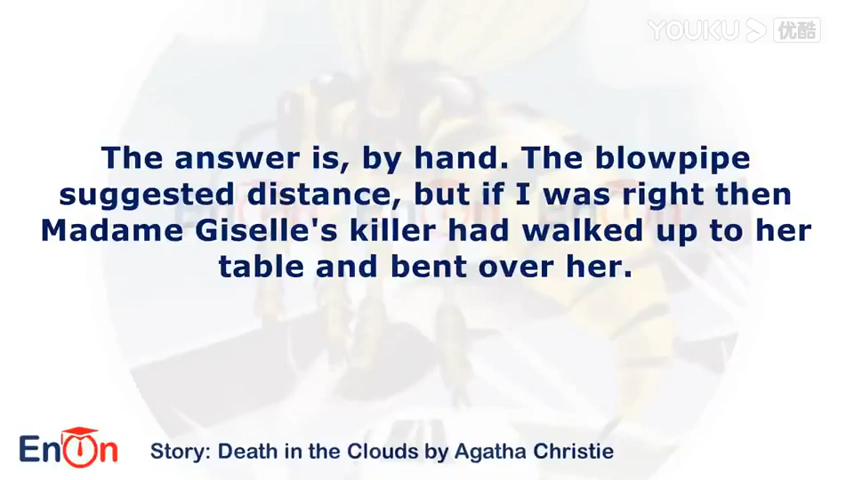 YOUKU 优酷
The answer is, by hand. The blowpipe
suggested distance, but if I was right then
Madame Giselle's killer had walked up to her
table and bent over her.
EnOn
Story: Death in the Clouds by Agatha Christie